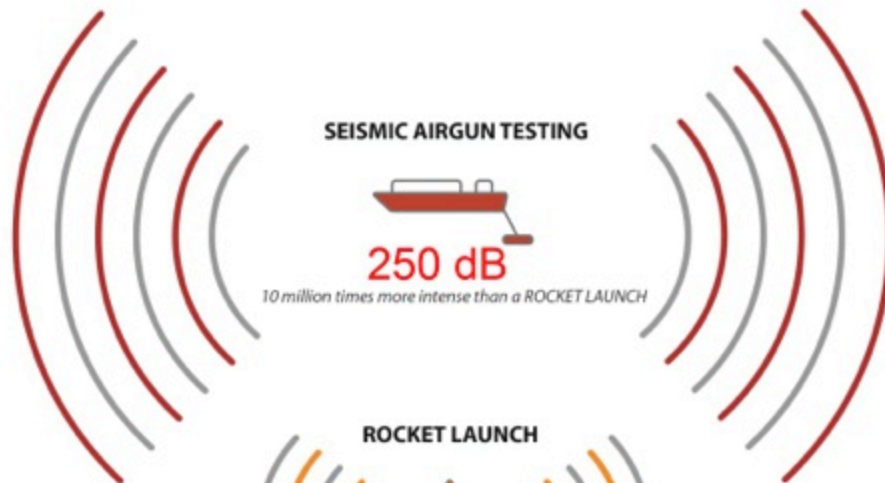 SEISMIC AIRGUN TESTING
250 dB
10 million times more intense than a ROCKET LAUNCH
ROCKET LAUNCH